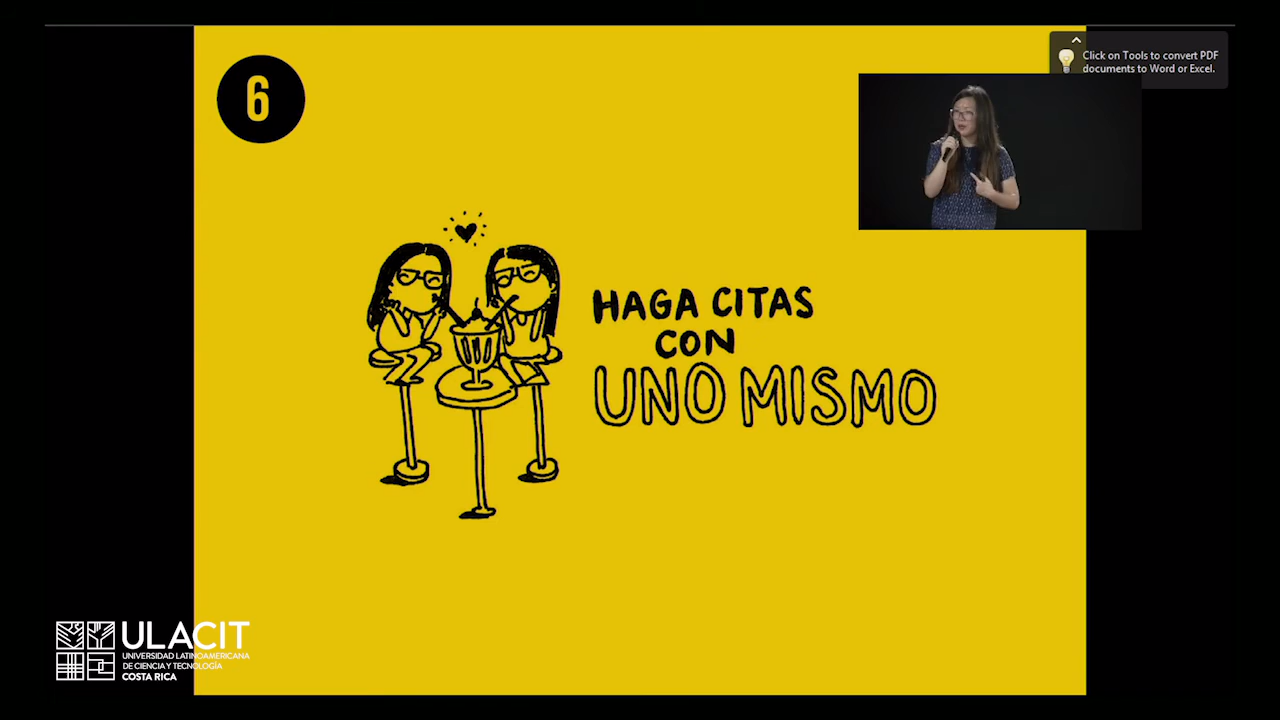 6
Click on Tools to convert PDF
documents to Word or Excel.
HAGA CITAS
CON
UNO MISMO
ULACIT
UNIVERSIDAD LATINOAMERICANA
DE CIENCIA Y TECNOLOGÍA
COSTA RICA